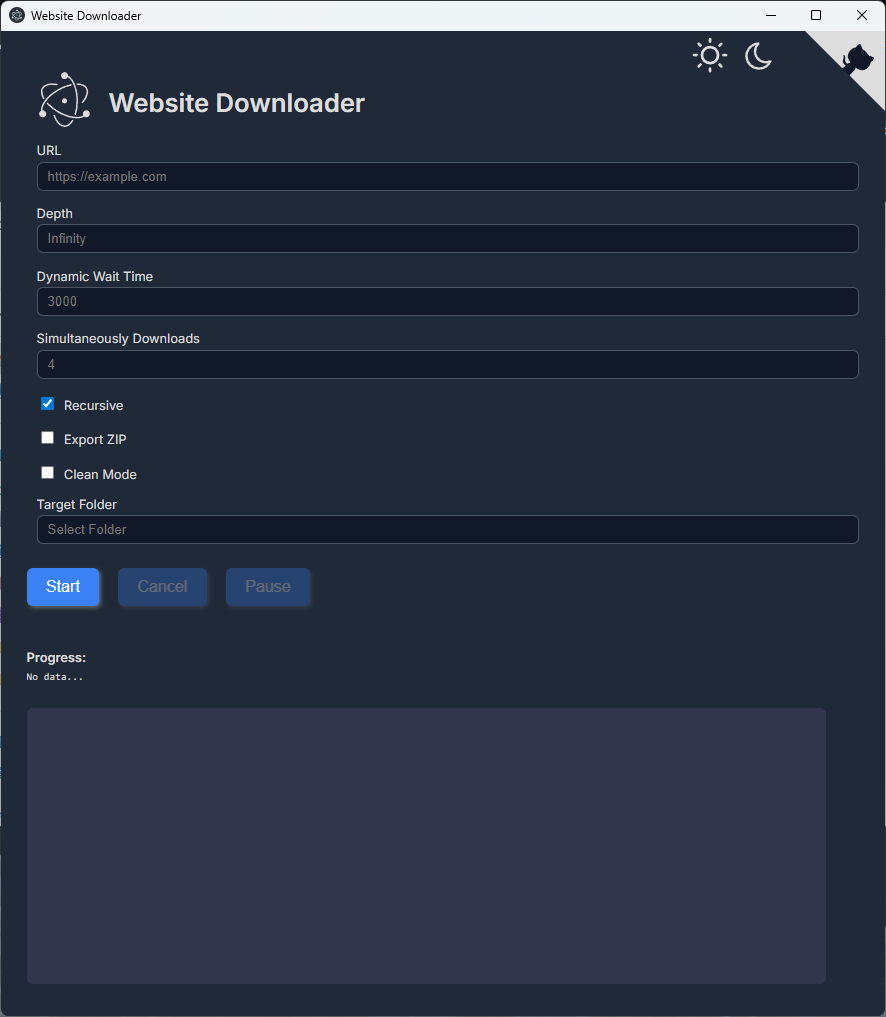 Website Downloader
Website Downloader
URL
https://example.com
Depth
Infinity
Dynamic Wait Time
3000
Simultaneously Downloads
4
Recursive
Export ZIP
Clean Mode
Target Folder
Select Folder
Start Cancel Pause
Progress:
No data...